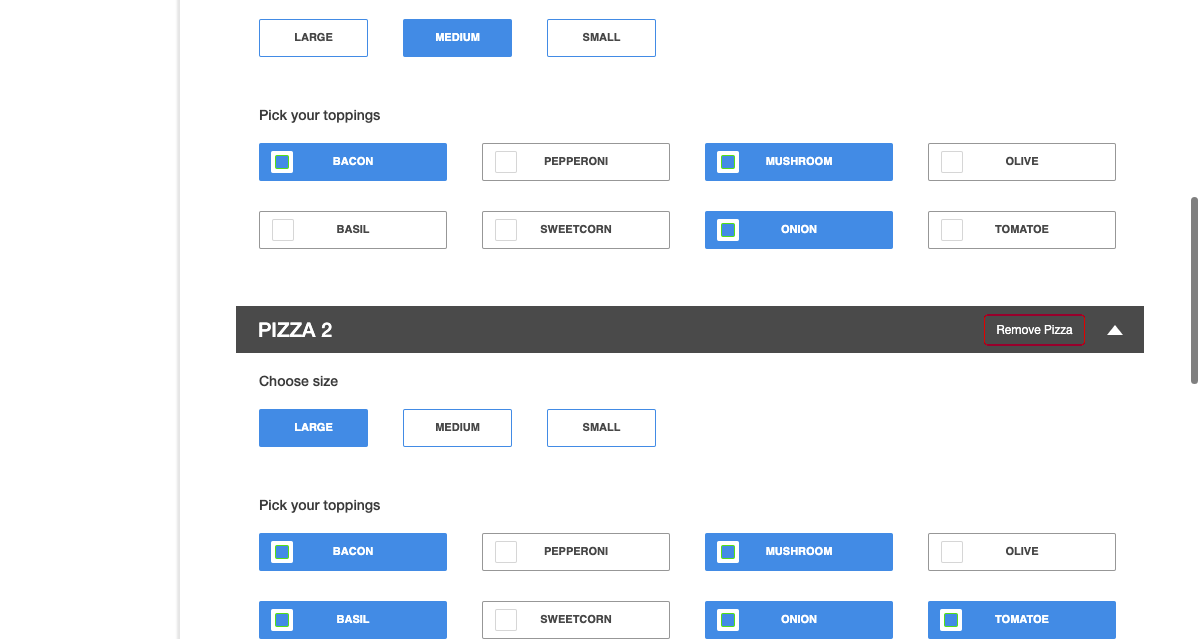 LARGE MEDIUM SMALL
Pick your toppings
BACON PEPPERONI MUSHROOM OLIVE
BASIL SWEETCORN ONION TOMATOE
PIZZA 2 Remove Pizza
Choose size
LARGE MEDIUM SMALL
Pick your toppings
BACON PEPPERONI MUSHROOM OLIVE
BASIL SWEETCORN ONION TOMATOE